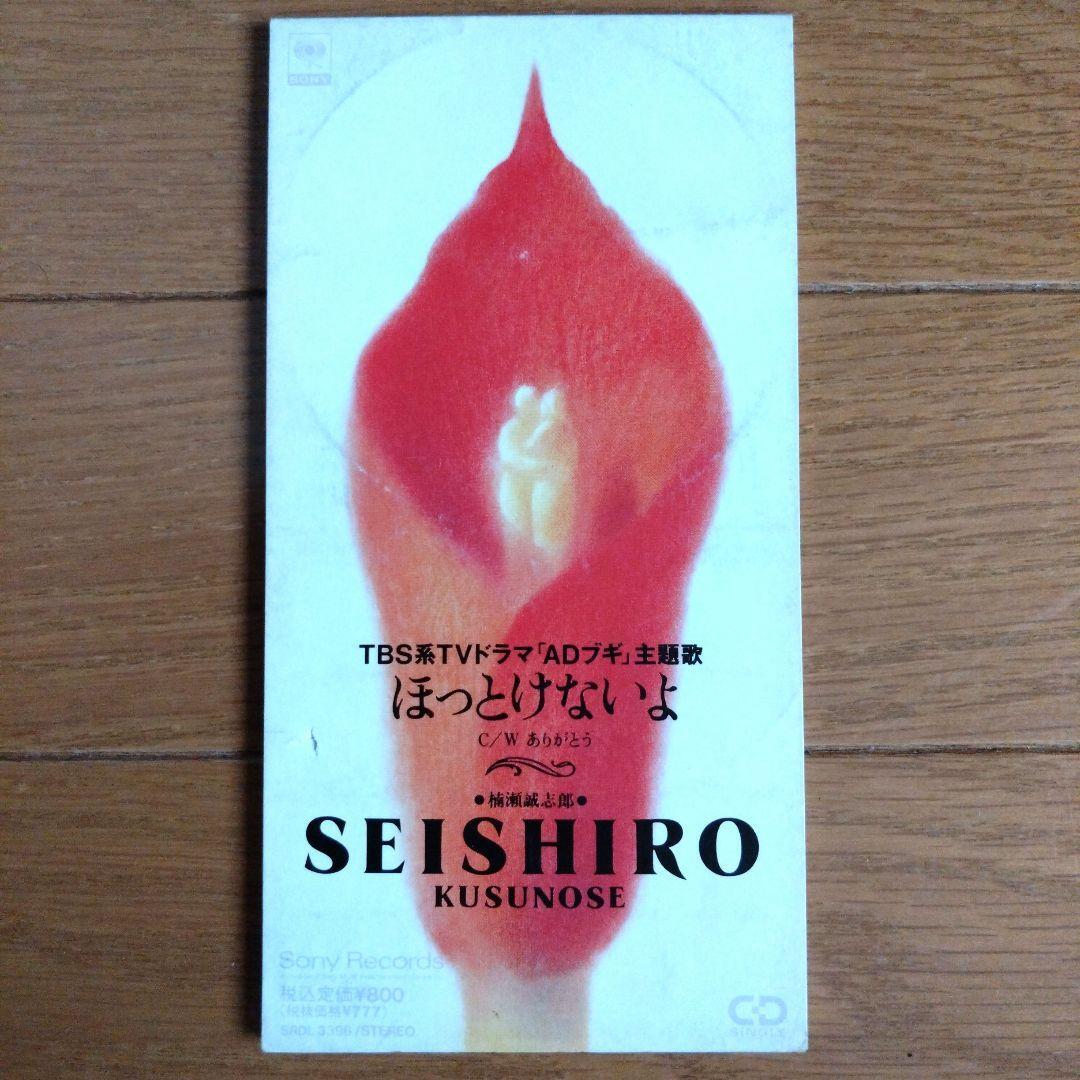 SONY
TBS系TVドラマ「ADブギ」主題歌
ほっとけないよ
C/W ありがとう
●楠瀬誠志郎●
SEISHIRO
KUSUNOSE
Sony Records
税込定価¥800
(税抜価格¥777)
SRDL 3396/STEREO
CD
SINGLE